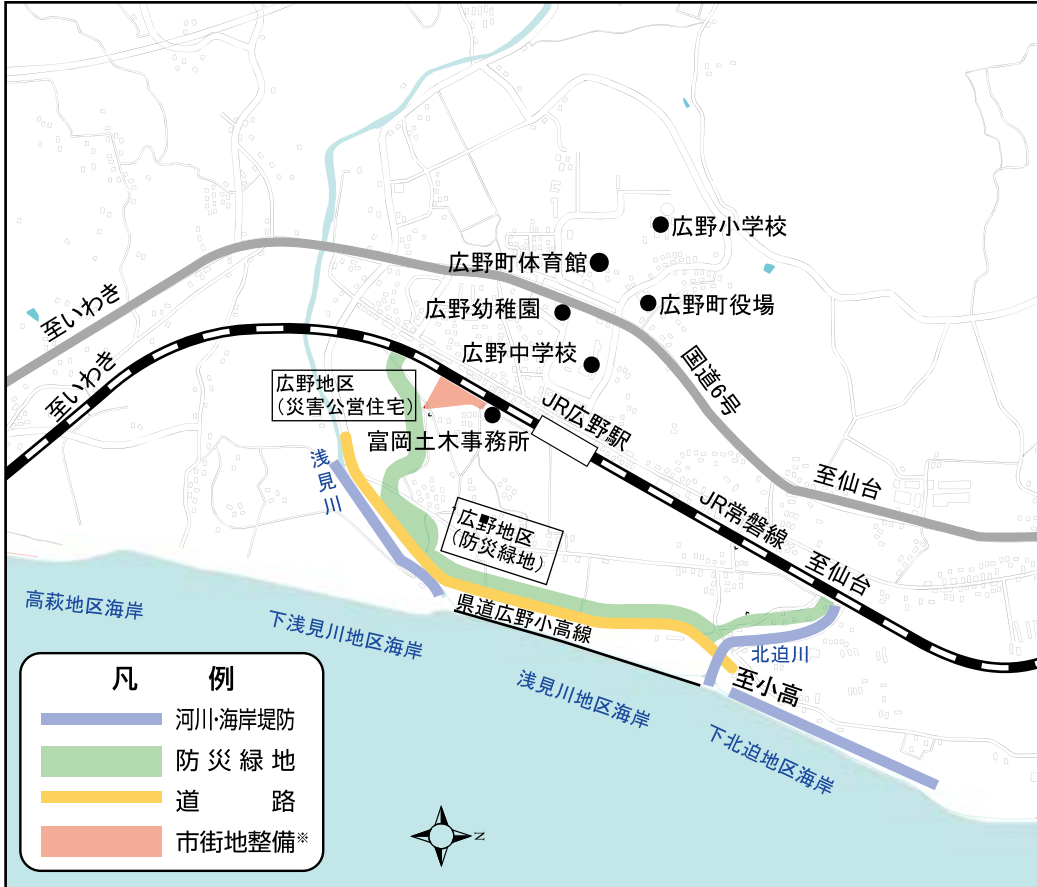 広野小学校
広野町体育館
広野町役場
広野幼稚園
広野中学校
至いわき
至いわき
国道6号
JR広野駅
広野地区
(災害公営住宅)
富岡土木事務所
浅見川
至仙台
JR常磐線
至仙台
広野地区
(防災緑地)
県道広野小高線
北迫川
至小高
高萩地区海岸
下浅見川地区海岸
浅見川地区海岸
下北迫地区海岸
凡 例
河川・海岸堤防
防災緑地
道 路
市街地整備※
N